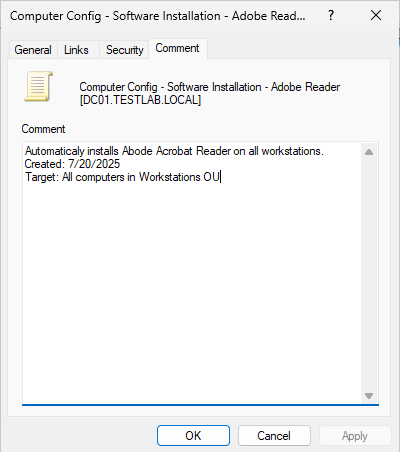 Computer Config - Software Installation - Adobe Read...
General Links Security Comment
Computer Config - Software Installation - Adobe Reader
[DC01.TESTLAB.LOCAL]
Comment
Automaticaly installs Abode Acrobat Reader on all workstations.
Created: 7/20/2025
Target: All computers in Workstations OU
OK Cancel Apply